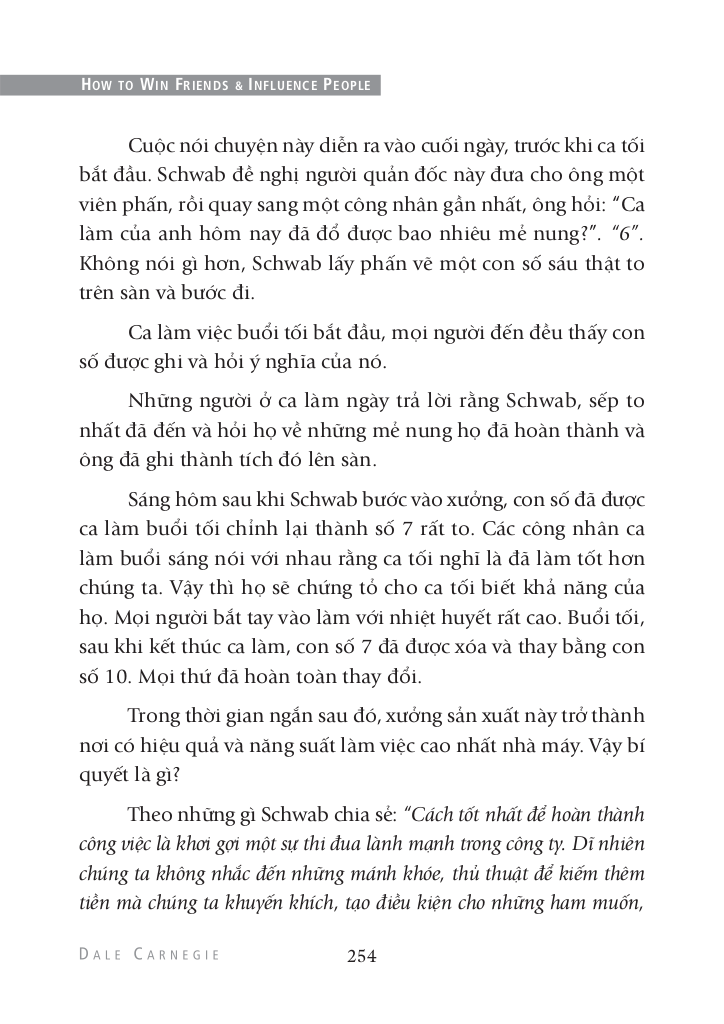 HOW TO WIN FRIENDS & INFLUENCE PEOPLE
Cuộc nói chuyện này diễn ra vào cuối ngày, trước khi ca tối
bắt đầu. Schwab đề nghị người quản đốc này đưa cho ông một
viên phấn, rồi quay sang một công nhân gần nhất, ông hỏi: “Ca
làm của anh hôm nay đã đổ được bao nhiêu mẻ nung?”. “6”.
Không nói gì hơn, Schwab lấy phấn vẽ một con số sáu thật to
trên sàn và bước đi.
Ca làm việc buổi tối bắt đầu, mọi người đến đều thấy con
số được ghi và hỏi ý nghĩa của nó.
Những người ở ca làm ngày trả lời rằng Schwab, sếp to
nhất đã đến và hỏi họ về những mẻ nung họ đã hoàn thành và
ông đã ghi thành tích đó lên sàn.
Sáng hôm sau khi Schwab bước vào xưởng, con số đã được
ca làm buổi tối chỉnh lại thành số 7 rất to. Các công nhân ca
làm buổi sáng nói với nhau rằng ca tối nghĩ là đã làm tốt hơn
chúng ta. Vậy thì họ sẽ chứng tỏ cho ca tối biết khả năng của
họ. Mọi người bắt tay vào làm với nhiệt huyết rất cao. Buổi tối,
sau khi kết thúc ca làm, con số 7 đã được xóa và thay bằng con
số 10. Mọi thứ đã hoàn toàn thay đổi.
Trong thời gian ngắn sau đó, xưởng sản xuất này trở thành
nơi có hiệu quả và năng suất làm việc cao nhất nhà máy. Vậy bí
quyết là gì?
Theo những gì Schwab chia sẻ: “Cách tốt nhất để hoàn thành
công việc là khơi gợi một sự thi đua lành mạnh trong công ty. Dĩ nhiên
chúng ta không nhắc đến những mánh khóe, thủ thuật để kiếm thêm
tiền mà chúng ta khuyến khích, tạo điều kiện cho những ham muốn,
DALE CARNEGIE
254